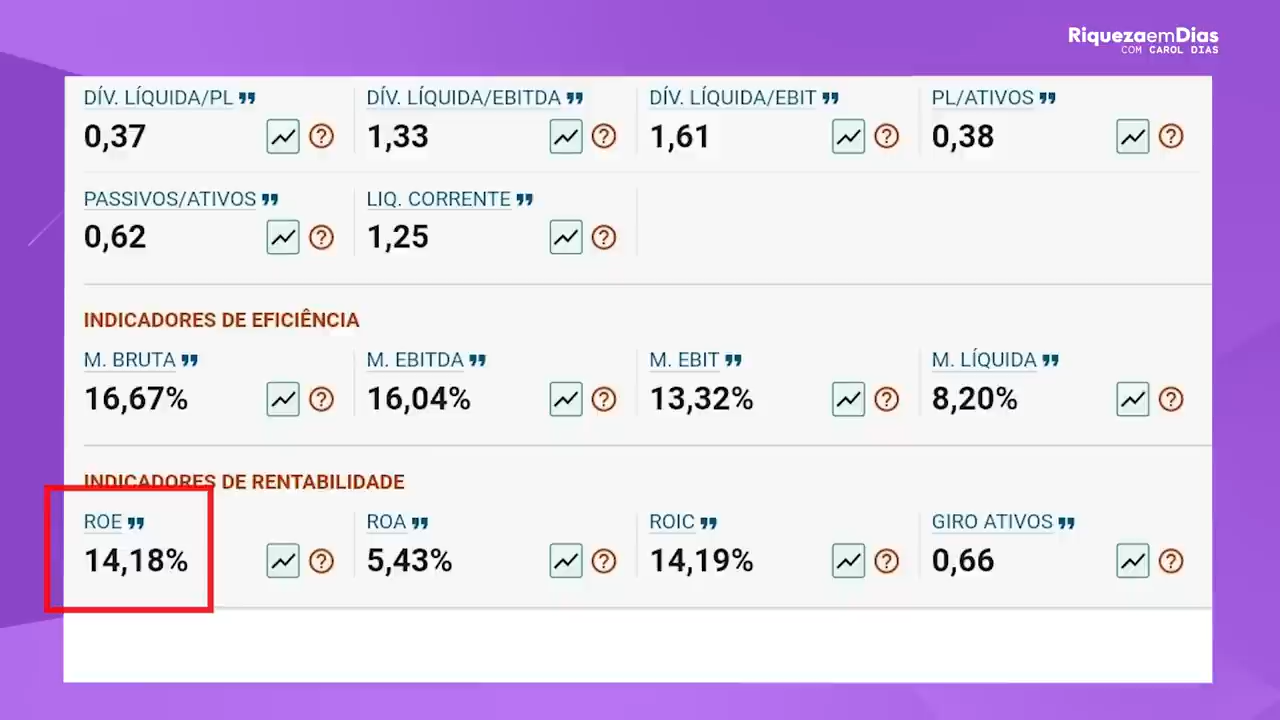 RiquezaemDias
COM CAROL DIAS
DÍV. LÍQUIDA/PL DÍV. LÍQUIDA/EBITDA DÍV. LÍQUIDA/EBIT PL/ATIVOS
0,37 ? 1,33 ? 1,61 ? 0,38 ?
PASSIVOS/ATIVOS LIQ. CORRENTE
0,62 ? 1,25 ?
INDICADORES DE EFICIÊNCIA
M. BRUTA M. EBITDA M. EBIT M. LÍQUIDA
16,67% ? 16,04% ? 13,32% ? 8,20% ?
INDICADORES DE RENTABILIDADE
ROE ROA ROIC GIRO ATIVOS
14,18% ? 5,43% ? 14,19% ? 0,66 ?